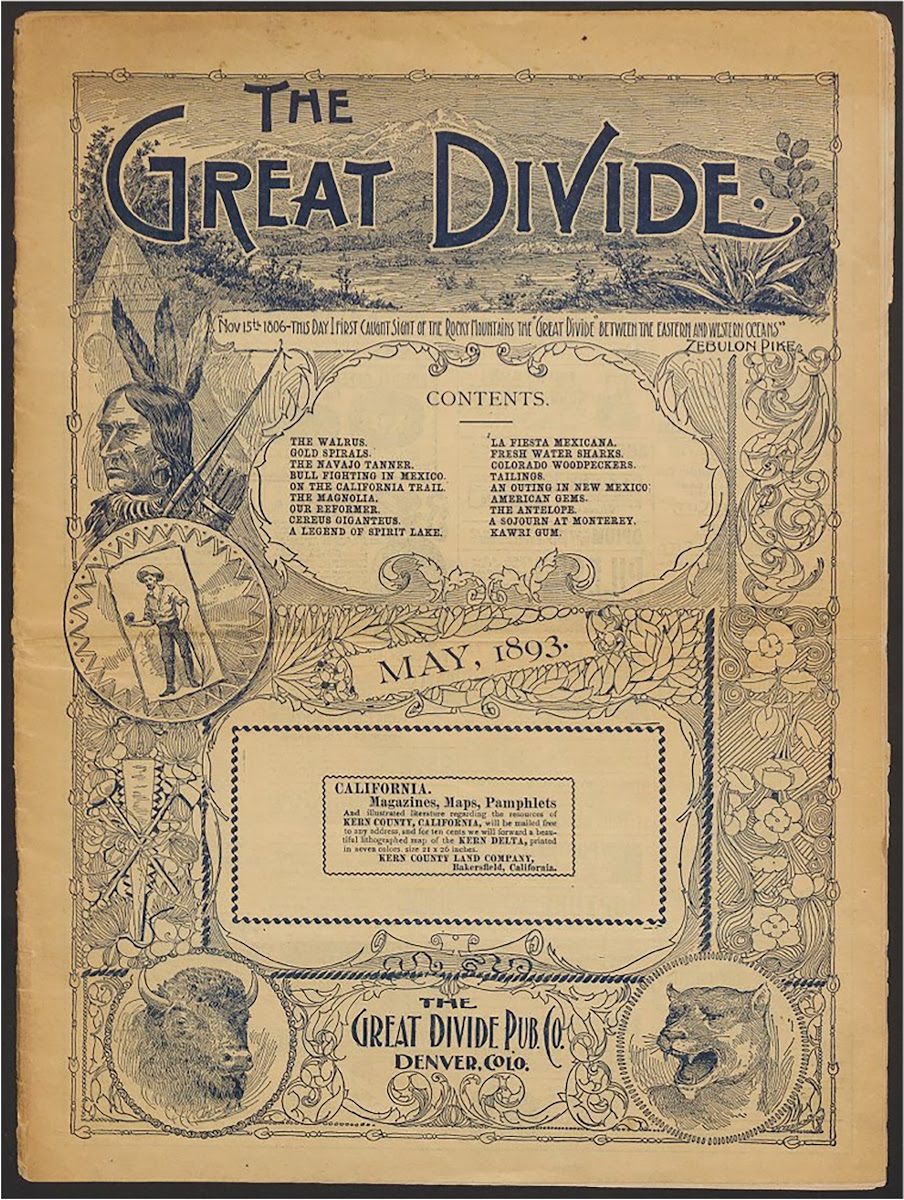 THE
GREAT DIVIDE.
"Nov 15th 1806–THIS DAY I FIRST CAUGHT SIGHT OF THE ROCKY MOUNTAINS THE "GREAT DIVIDE" BETWEEN THE EASTERN AND WESTERN OCEANS"
ZEBULON PIKE.
CONTENTS.
THE WALRUS.
GOLD SPIRALS.
THE NAVAJO TANNER.
BULL FIGHTING IN MEXICO.
ON THE CALIFORNIA TRAIL.
THE MAGNOLIA.
OUR REFORMER.
CEREUS GIGANTEUS.
A LEGEND OF SPIRIT LAKE.
LA FIESTA MEXICANA.
FRESH WATER SHARKS.
COLORADO WOODPECKERS.
TAILINGS.
AN OUTING IN NEW MEXICO.
AMERICAN GEMS.
THE ANTELOPE.
A SOJOURN AT MONTEREY.
KAWRI GUM.
MAY, 1893.
CALIFORNIA.
Magazines, Maps, Pamphlets
And illustrated literature regarding the resources of
KERN COUNTY, CALIFORNIA, will be mailed free
to any address, and for ten cents we will forward a beau-
tiful lithographed map of the KERN DELTA, printed
in seven colors. size 21 x 26 inches.
KERN COUNTY LAND COMPANY,
Bakersfield, California.
THE
GREAT DIVIDE PUB. CO.
DENVER, COLO.